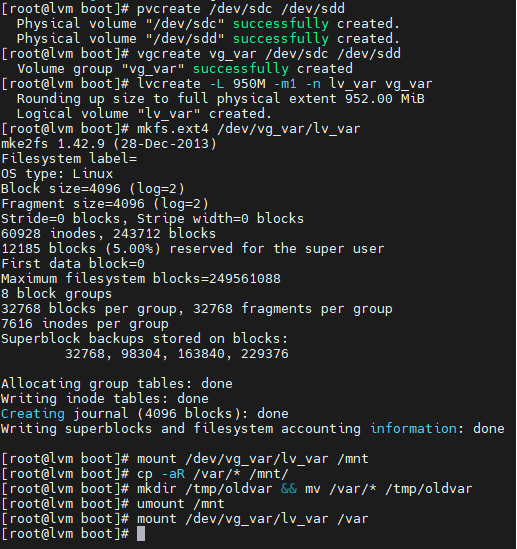 [root@lvm boot]# pvcreate /dev/sdc /dev/sdd
  Physical volume "/dev/sdc" successfully created.
  Physical volume "/dev/sdd" successfully created.
[root@lvm boot]# vgcreate vg_var /dev/sdc /dev/sdd
  Volume group "vg_var" successfully created
[root@lvm boot]# lvcreate -L 950M -m1 -n lv_var vg_var
  Rounding up size to full physical extent 952.00 MiB
  Logical volume "lv_var" created.
[root@lvm boot]# mkfs.ext4 /dev/vg_var/lv_var
mke2fs 1.42.9 (28-Dec-2013)
Filesystem label=
OS type: Linux
Block size=4096 (log=2)
Fragment size=4096 (log=2)
Stride=0 blocks, Stripe width=0 blocks
60928 inodes, 243712 blocks
12185 blocks (5.00%) reserved for the super user
First data block=0
Maximum filesystem blocks=249561088
8 block groups
32768 blocks per group, 32768 fragments per group
7616 inodes per group
Superblock backups stored on blocks:
        32768, 98304, 163840, 229376

Allocating group tables: done
Writing inode tables: done
Creating journal (4096 blocks): done
Writing superblocks and filesystem accounting information: done

[root@lvm boot]# mount /dev/vg_var/lv_var /mnt
[root@lvm boot]# cp -aR /var/* /mnt/
[root@lvm boot]# mkdir /tmp/oldvar && mv /var/* /tmp/oldvar
[root@lvm boot]# umount /mnt
[root@lvm boot]# mount /dev/vg_var/lv_var /var
[root@lvm boot]#